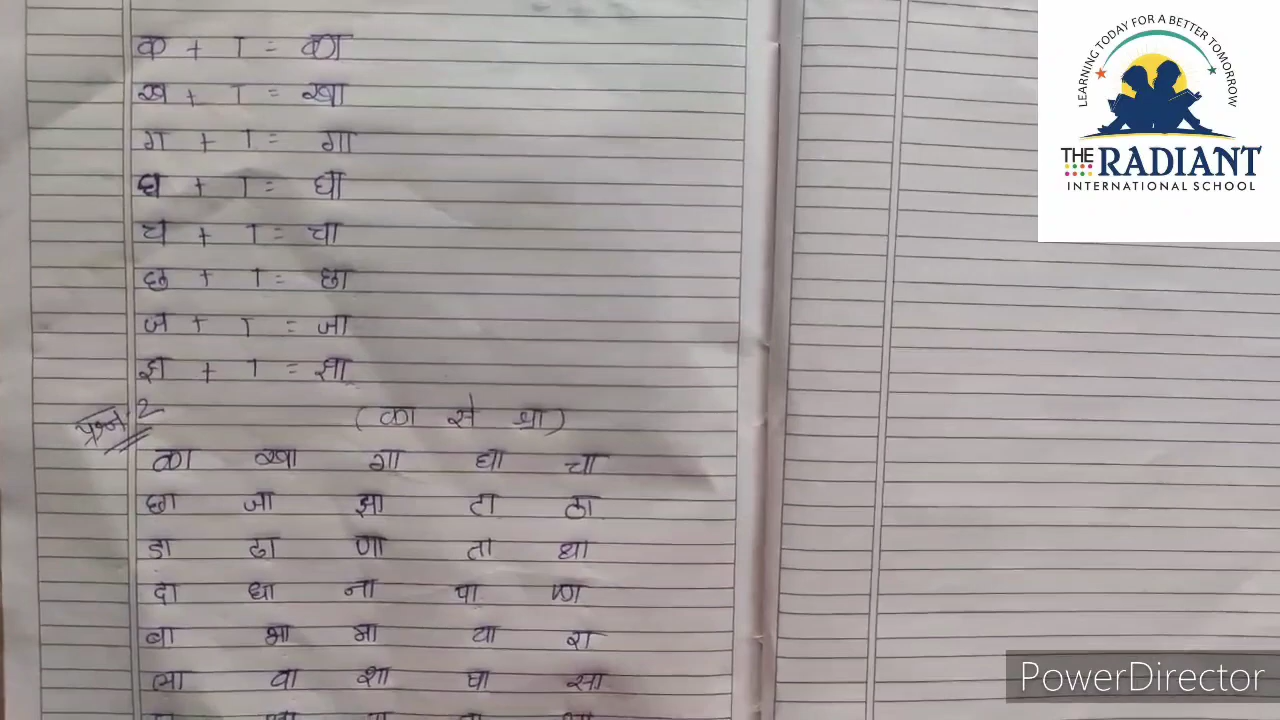 क + ा = का
ख + ा = खा
ग + ा = गा
घ + ा = घा
च + ा = चा
छ + ा = छा
ज + ा = जा
झ + ा = झा
प्रश्न 2 (का से श्रा)
का खा गा घा चा
छा जा झा टा ठा
डा ढा णा ता था
दा धा ना पा फा
बा भा मा या रा
ला वा शा षा सा
LEARNING TODAY FOR A BETTER TOMORROW
THE RADIANT
INTERNATIONAL SCHOOL
PowerDirector